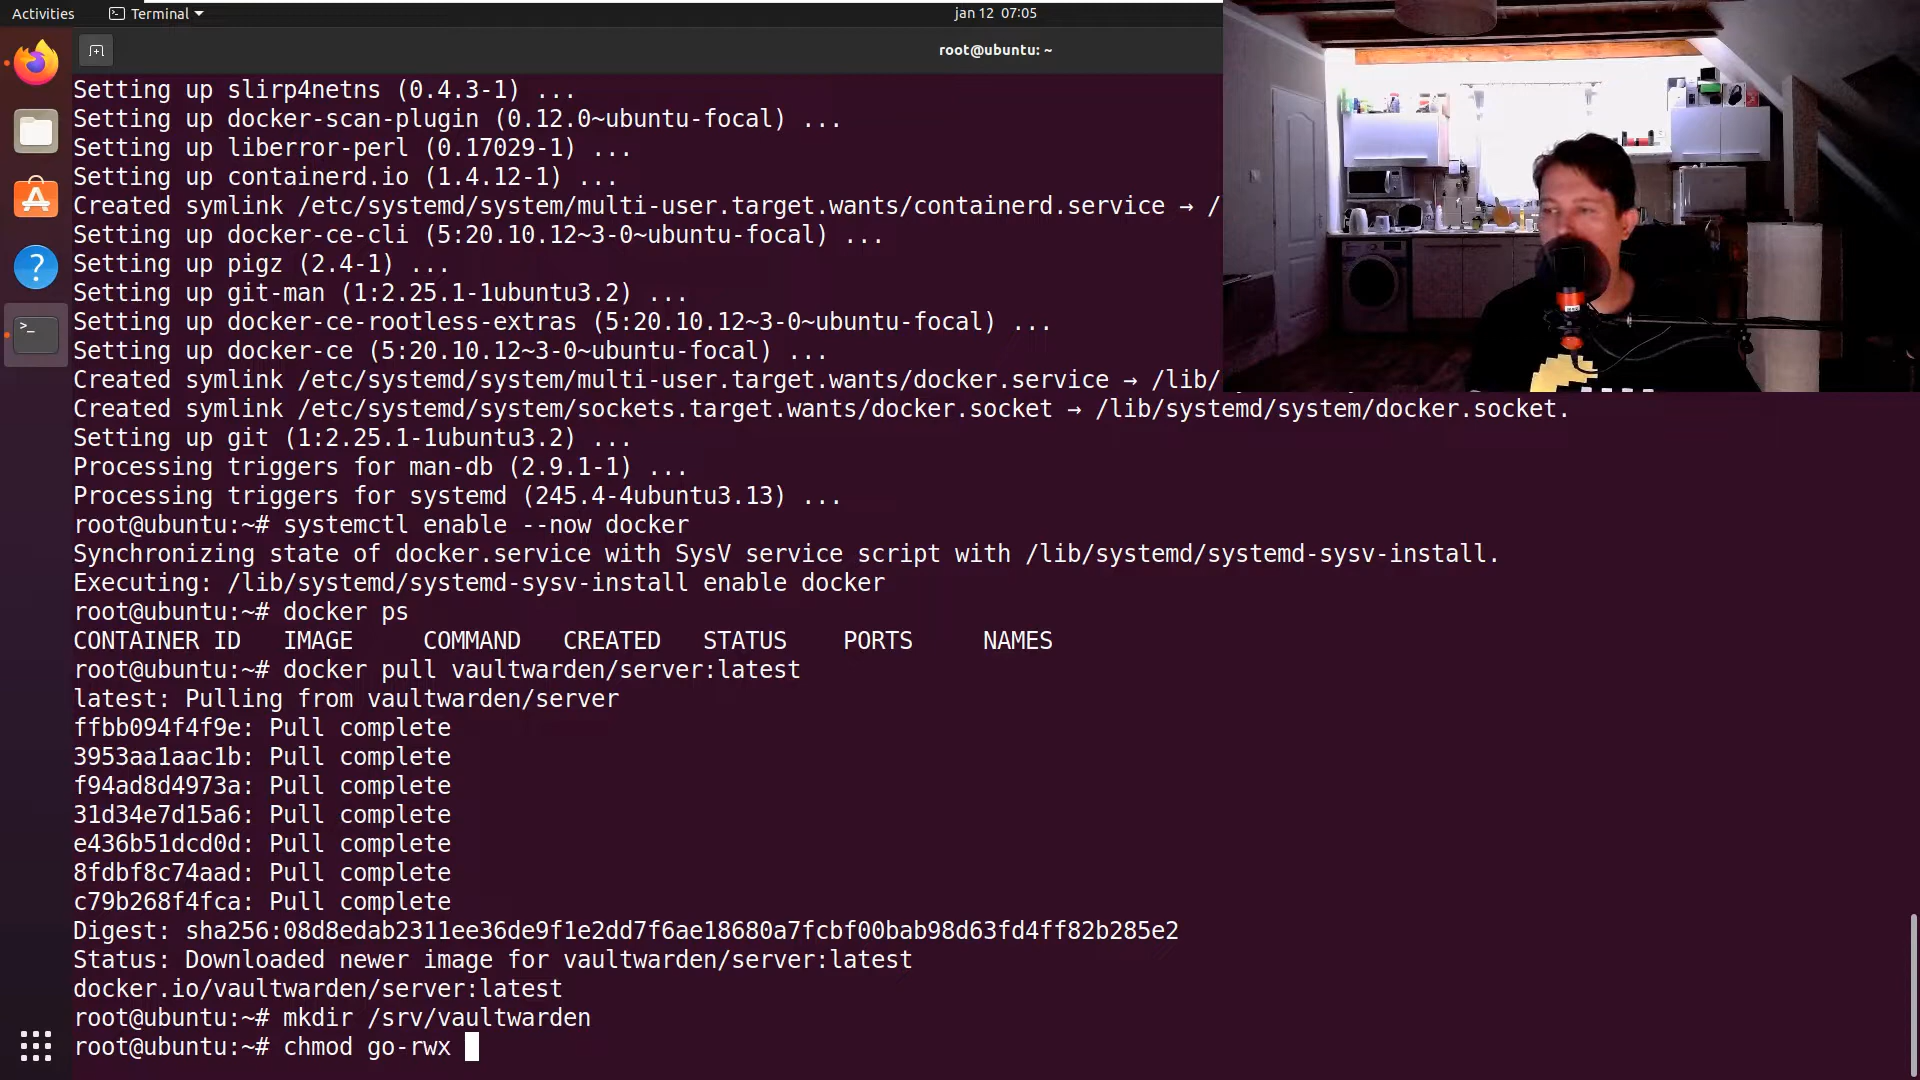 Activities
Terminal
jan 12 07:05
root@ubuntu: ~
Setting up slirp4netns (0.4.3-1) ...
Setting up docker-scan-plugin (0.12.0~ubuntu-focal) ...
Setting up liberror-perl (0.17029-1) ...
Setting up containerd.io (1.4.12-1) ...
Created symlink /etc/systemd/system/multi-user.target.wants/containerd.service → /
Setting up docker-ce-cli (5:20.10.12~3-0~ubuntu-focal) ...
Setting up pigz (2.4-1) ...
Setting up git-man (1:2.25.1-1ubuntu3.2) ...
Setting up docker-ce-rootless-extras (5:20.10.12~3-0~ubuntu-focal) ...
Setting up docker-ce (5:20.10.12~3-0~ubuntu-focal) ...
Created symlink /etc/systemd/system/multi-user.target.wants/docker.service → /lib/
Created symlink /etc/systemd/system/sockets.target.wants/docker.socket → /lib/systemd/system/docker.socket.
Setting up git (1:2.25.1-1ubuntu3.2) ...
Processing triggers for man-db (2.9.1-1) ...
Processing triggers for systemd (245.4-4ubuntu3.13) ...
root@ubuntu:~# systemctl enable --now docker
Synchronizing state of docker.service with SysV service script with /lib/systemd/systemd-sysv-install.
Executing: /lib/systemd/systemd-sysv-install enable docker
root@ubuntu:~# docker ps
CONTAINER ID IMAGE COMMAND CREATED STATUS PORTS NAMES
root@ubuntu:~# docker pull vaultwarden/server:latest
latest: Pulling from vaultwarden/server
ffbb094f4f9e: Pull complete
3953aa1aac1b: Pull complete
f94ad8d4973a: Pull complete
31d34e7d15a6: Pull complete
e436b51dcd0d: Pull complete
8fdbf8c74aad: Pull complete
c79b268f4fca: Pull complete
Digest: sha256:08d8edab2311ee36de9f1e2dd7f6ae18680a7fcbf00bab98d63fd4ff82b285e2
Status: Downloaded newer image for vaultwarden/server:latest
docker.io/vaultwarden/server:latest
root@ubuntu:~# mkdir /srv/vaultwarden
root@ubuntu:~# chmod go-rwx